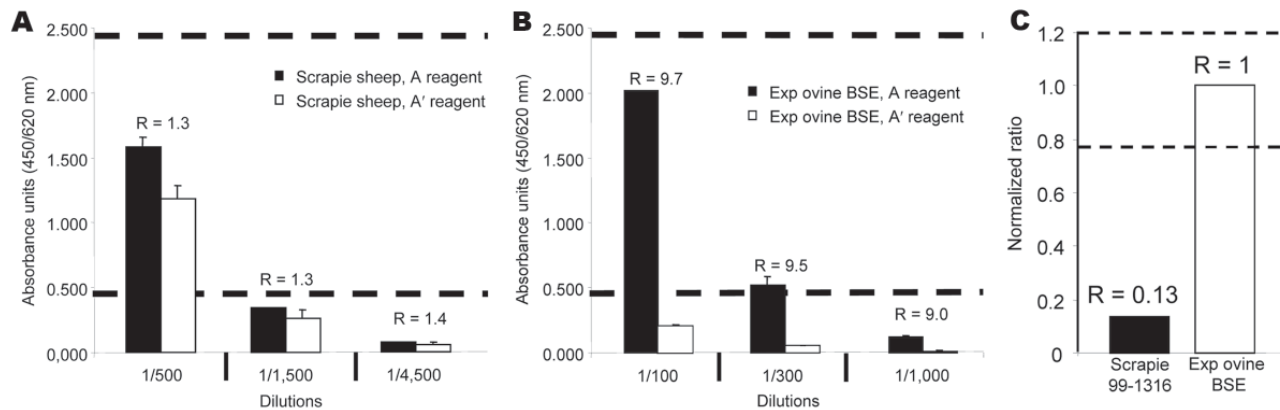 A
Absorbance units (450/620 nm)
2.500
2.000
1.500
1.000
0.500
0,000
Scrapie sheep, A reagent
Scrapie sheep, A′ reagent
R = 1.3
R = 1.3
R = 1.4
1/500
1/1,500
1/4,500
Dilutions
B
Absorbance units (450/620 nm)
2.500
2.000
1.500
1.000
0.500
0.000
R = 9.7
Exp ovine BSE, A reagent
Exp ovine BSE, A′ reagent
R = 9.5
R = 9.0
1/100
1/300
1/1,000
Dilutions
C
Normalized ratio
1.2
1.0
0.8
0.6
0.4
0.2
0
R = 1
R = 0.13
Scrapie
99-1316
Exp ovine
BSE